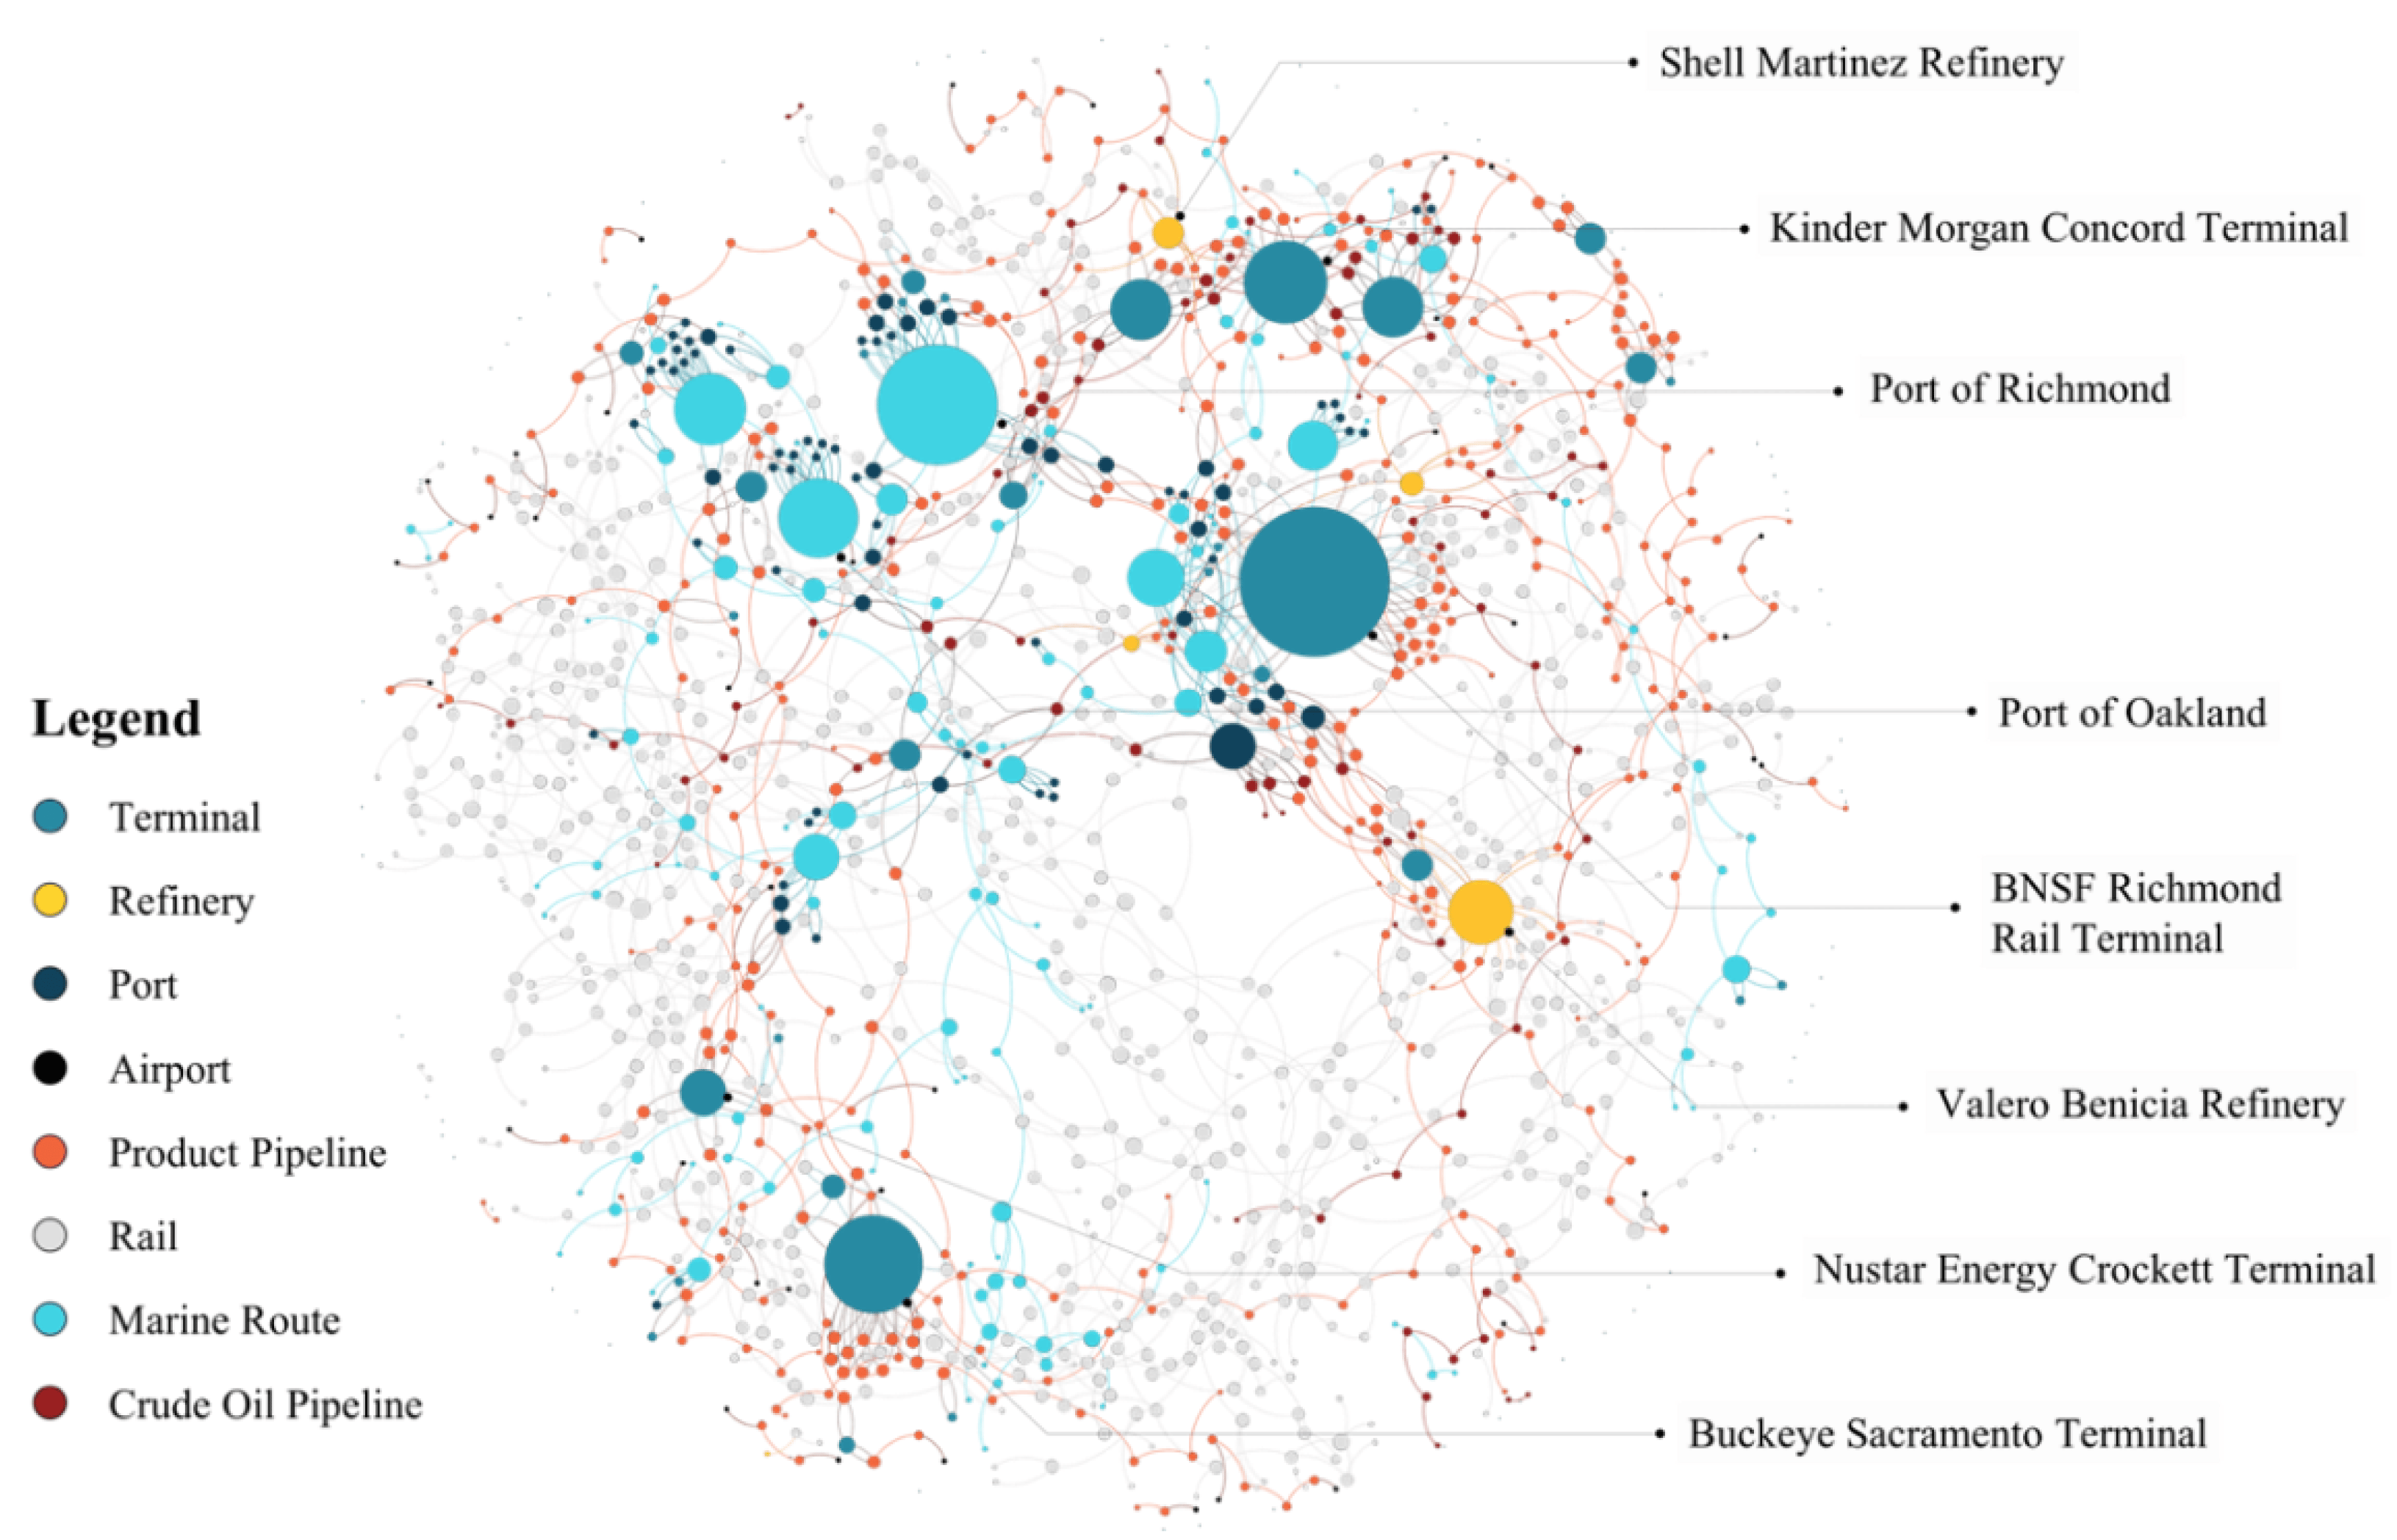 Shell Martinez Refinery
Kinder Morgan Concord Terminal
Port of Richmond
Port of Oakland
BNSF Richmond
Rail Terminal
Valero Benicia Refinery
Nustar Energy Crockett Terminal
Buckeye Sacramento Terminal
Legend
Terminal
Refinery
Port
Airport
Product Pipeline
Rail
Marine Route
Crude Oil Pipeline